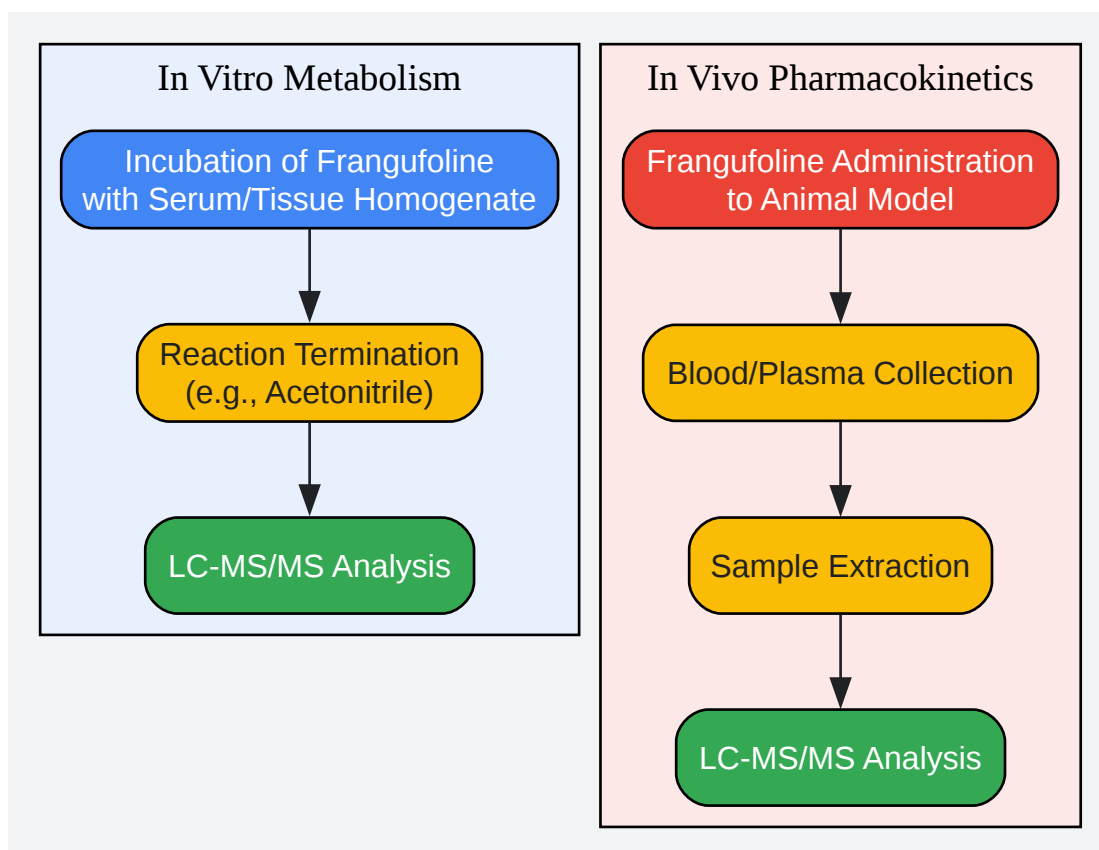 In Vitro Metabolism
Incubation of Frangufoline
with Serum/Tissue Homogenate
Reaction Termination
(e.g., Acetonitrile)
LC-MS/MS Analysis
In Vivo Pharmacokinetics
Frangufoline Administration
to Animal Model
Blood/Plasma Collection
Sample Extraction
LC-MS/MS Analysis